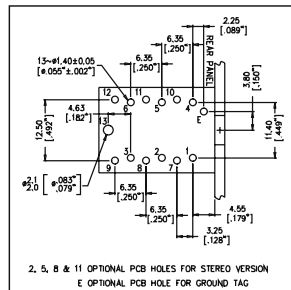 2.25
[.089"]
6.35
[.250"]
REAR PANEL
3.80
[.150"]
13~ø1.40±0.05
[ø.055"±.002"]
6.35
[.250"]
12 11 10
6 5 4
E
4.63
[.182"]
12.50
[.492"]
11.40
[.449"]
13
ø2.1
2.0
ø.083"
.079"
3 2 1
9 8 7
6.35
[.250"]
6.35
[.250"]
4.55
[.179"]
3.25
[.128"]
2, 5, 8 & 11 OPTIONAL PCB HOLES FOR STEREO VERSION
E OPTIONAL PCB HOLE FOR GROUND TAG